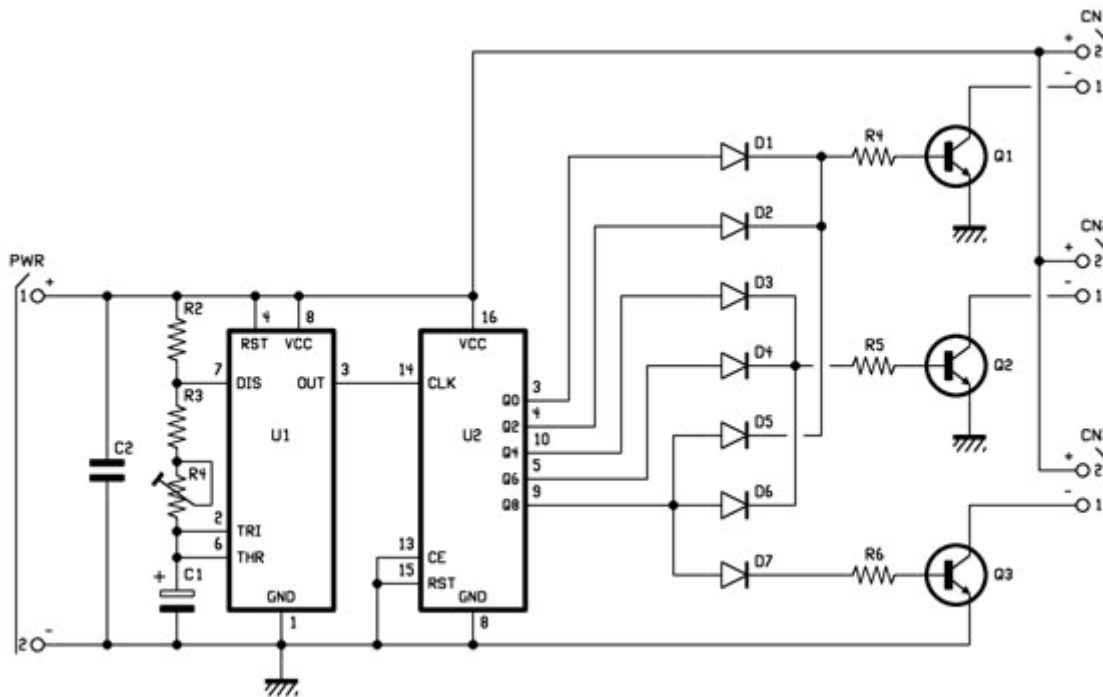 CN
+
2
-
1
D1
R4
Q1
D2
CN
+
2
PWR
1 +
D3
-
1
R2
4 8
16
RST VCC
VCC
D4
R5
Q2
7 DIS OUT 3
14 CLK
3
Q0
4
R3
Q2
D5
10
U1
U2
Q4
CN
+
2
C2
5
Q6
R4
9
Q8
D6
-
1
2 TRI
6 THR
13 CE
15 RST
D7
R6
Q3
+ C1
GND
GND
1
8
2 -